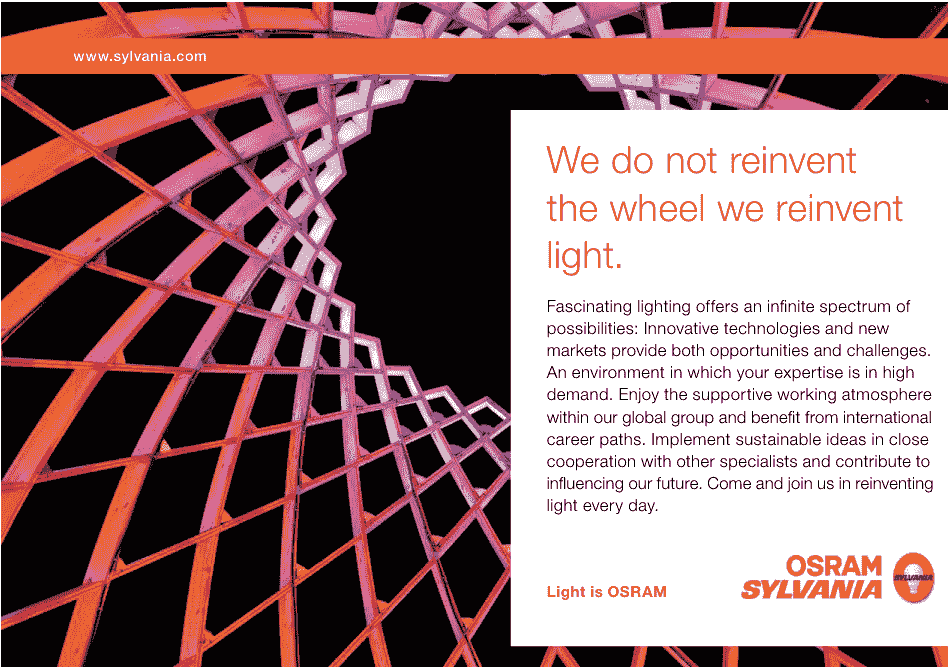 www.sylvania.com
We do not reinvent
the wheel we reinvent
light.
Fascinating lighting offers an infinite spectrum of
possibilities: Innovative technologies and new
markets provide both opportunities and challenges.
An environment in which your expertise is in high
demand. Enjoy the supportive working atmosphere
within our global group and benefit from international
career paths. Implement sustainable ideas in close
cooperation with other specialists and contribute to
influencing our future. Come and join us in reinventing
light every day.
Light is OSRAM
OSRAM
SYLVANIA
SYLVANIA